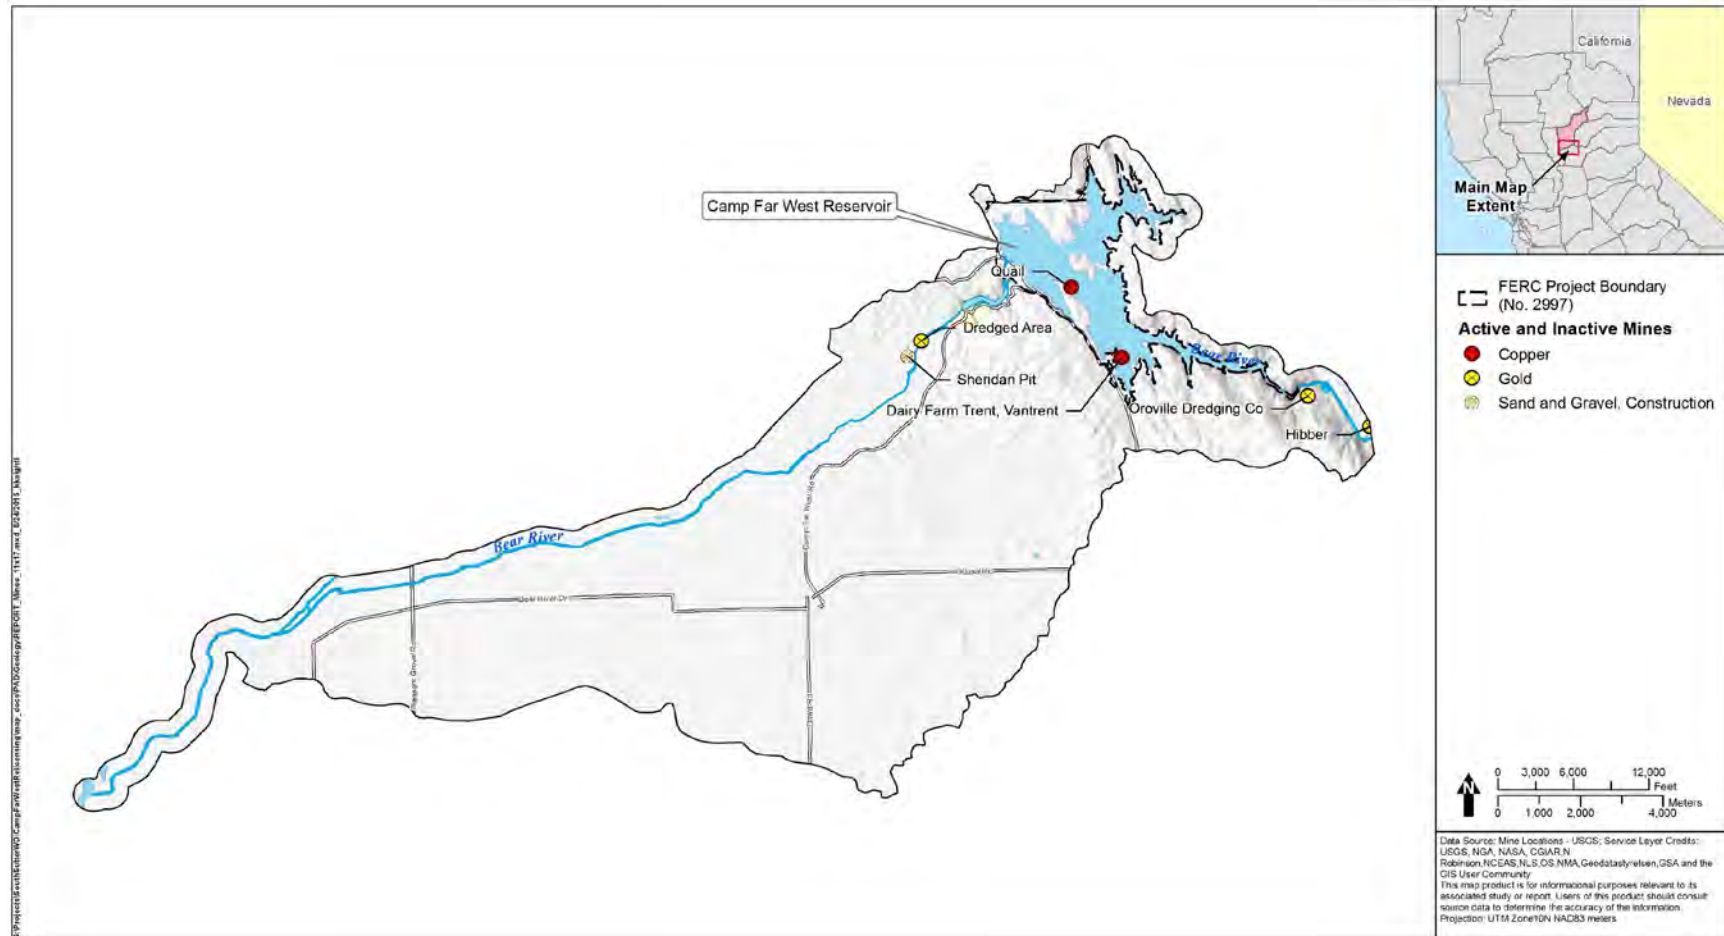 California
Nevada
Main Map
Extent
Camp Far West Reservoir
Quail
Dredged Area
Sheridan Pit
Dairy Farm Trent, Vantrent
Oroville Dredging Co
Hibber
Bear River
Bear River
FERC Project Boundary
(No. 2997)
Active and Inactive Mines
Copper
Gold
Sand and Gravel, Construction
N
0 3,000 6,000 12,000
Feet
Meters
0 1,000 2,000 4,000
Data Source: Mine Locations - USGS; Service Layer Credits:
USGS, NGA, NASA, CGIAR,N
Robinson,NCEAS,NLS,OS,NMA,Geodatastyrelsen,GSA and the
GIS User Community
This map product is for informational purposes relevant to its
associated study or report. Users of this product should consult
source data to determine the accuracy of the information.
Projection: UTM Zone10N NAD83 meters